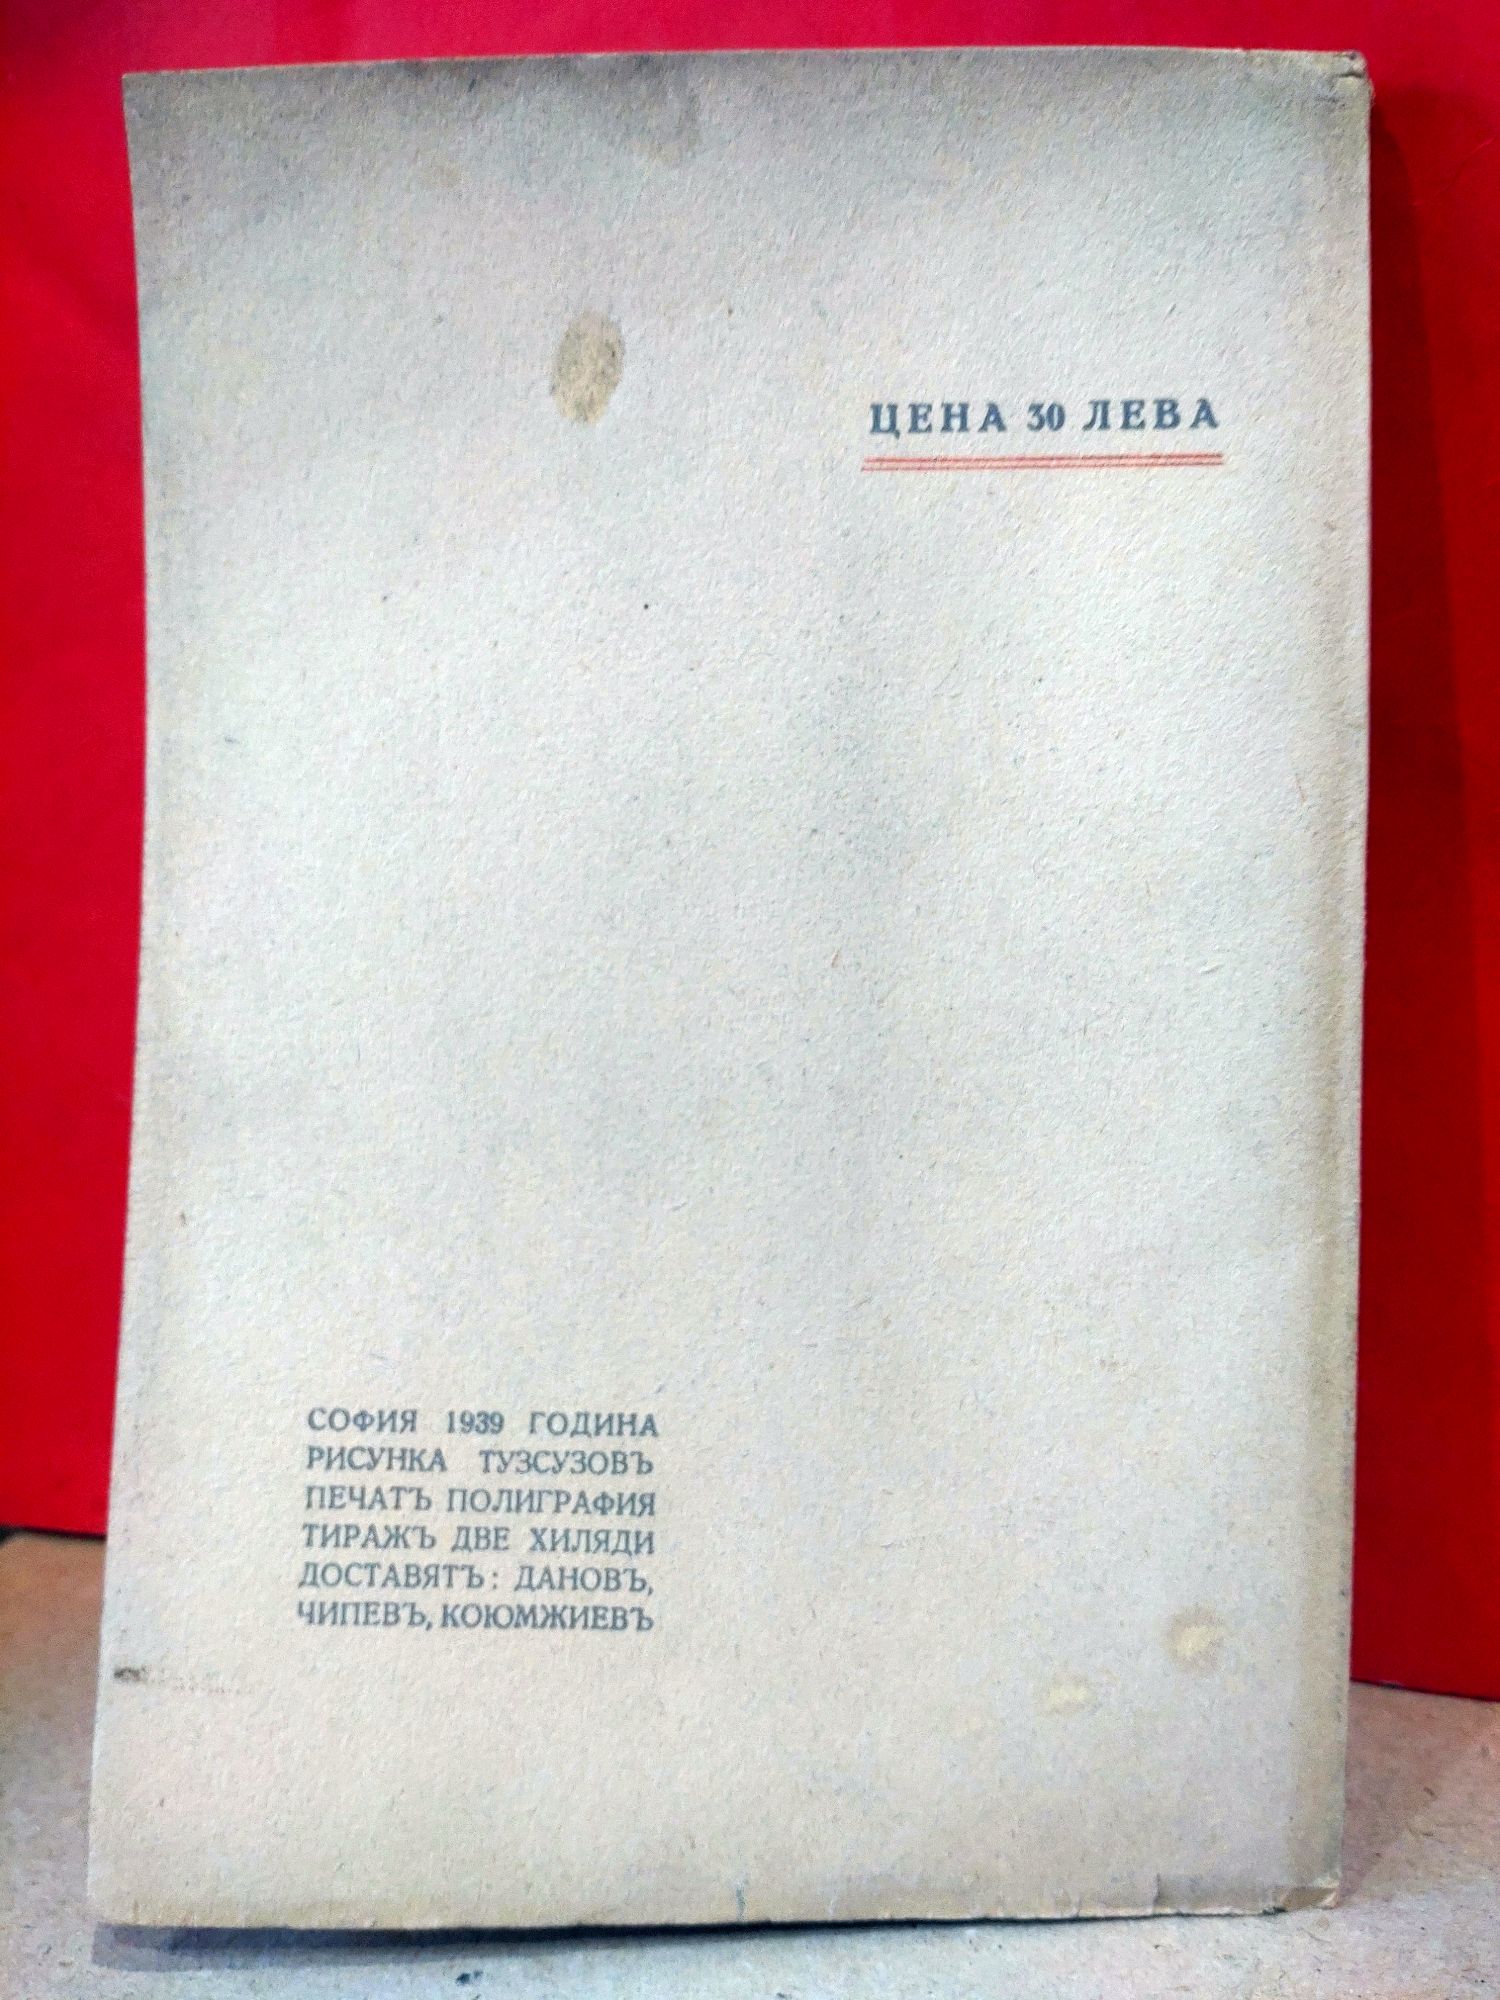 ЦЕНА 30 ЛЕВА
СОФИЯ 1939 ГОДИНА
РИСУНКА ТУЗСУЗОВЪ
ПЕЧАТЪ ПОЛИГРАФИЯ
ТИРАЖЪ ДВЕ ХИЛЯДИ
ДОСТАВЯТЪ: ДАНОВЪ,
ЧИПЕВЪ, КОЮМЖИЕВЪ